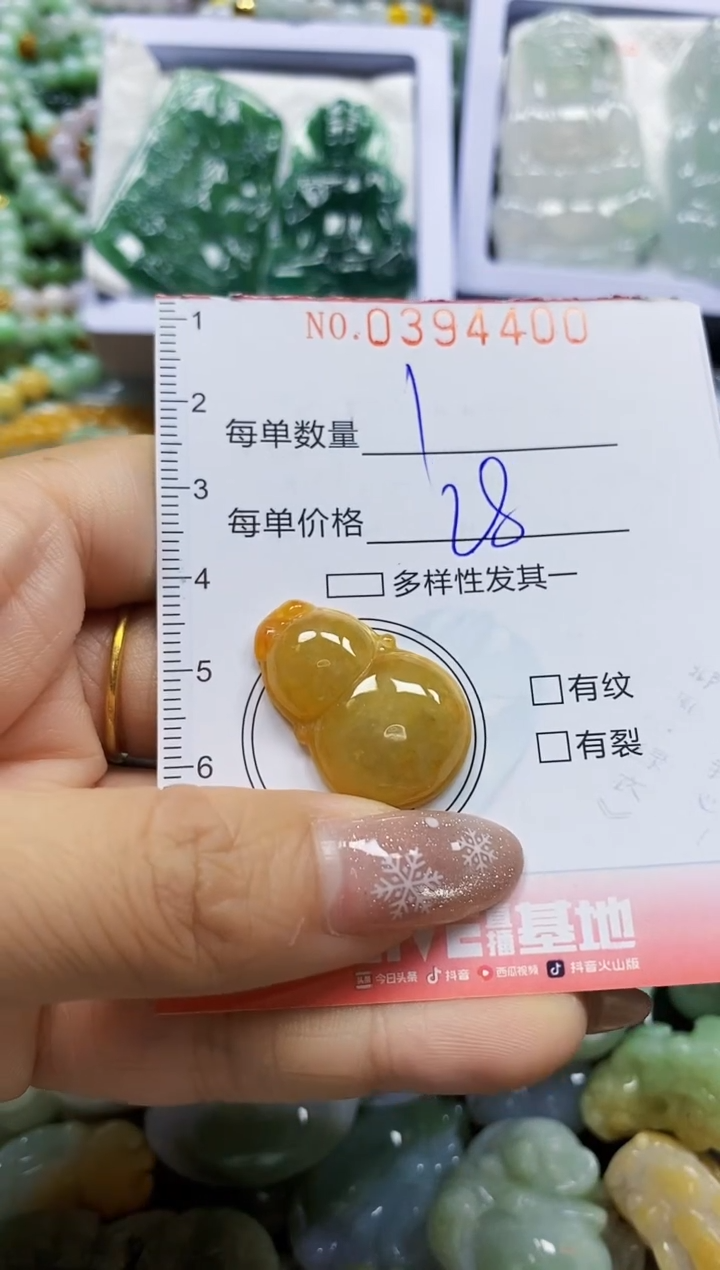 NO.0394400
1
2
3
4
5
6
每单数量 1
每单价格 28
多样性发其一
有纹
有裂
基地
今日头条 抖音 西瓜视频 抖音火山版